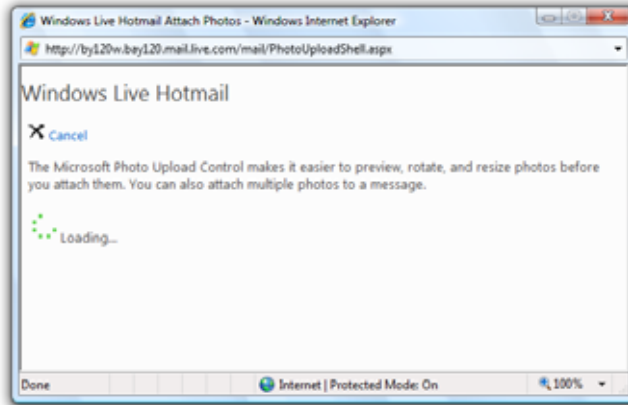 Windows Live Hotmail Attach Photos - Windows Internet Explorer
http://by120w.bay120.mail.live.com/mail/PhotoUploadShell.aspx
Windows Live Hotmail
Cancel
The Microsoft Photo Upload Control makes it easier to preview, rotate, and resize photos before
you attach them. You can also attach multiple photos to a message.
Loading...
Done Internet | Protected Mode: On 100%